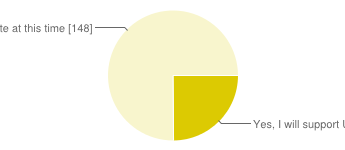 te at this time [148]
Yes, I will support U